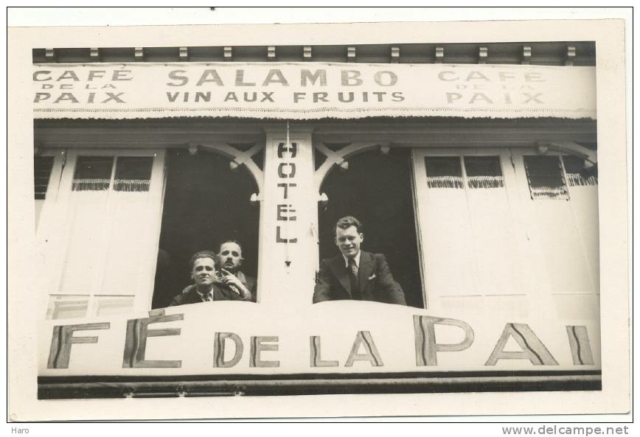 CAFÉ DE LA PAIX
SALAMBO
VIN AUX FRUITS
CAFE DE LA PAIX
HOTEL
FÉ DE LA PAI
Haro
www.delcampe.net